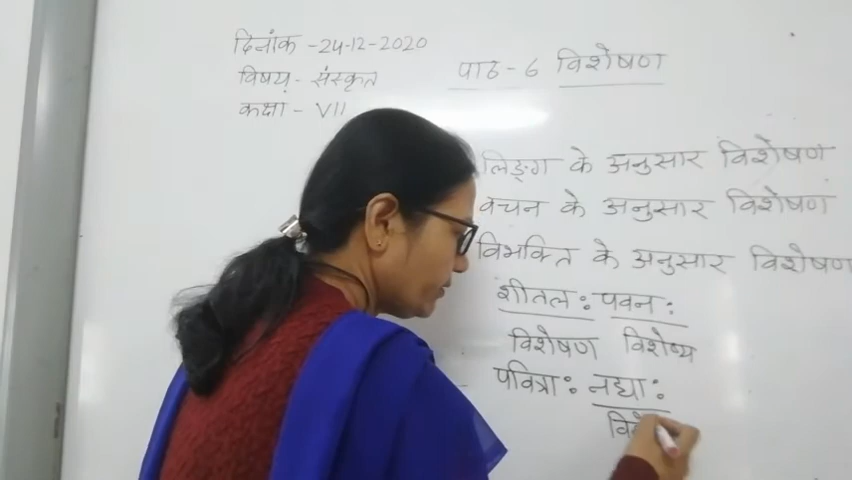 दिनांक -24-12-2020
विषय - संस्कृत
कक्षा - VII
पाठ - 6 विशेषण
लिङ्ग के अनुसार विशेषण
वचन के अनुसार विशेषण
विभक्ति के अनुसार विशेषण
शीतल: पवन:
विशेषण विशेष्य
पवित्रा: नद्या: